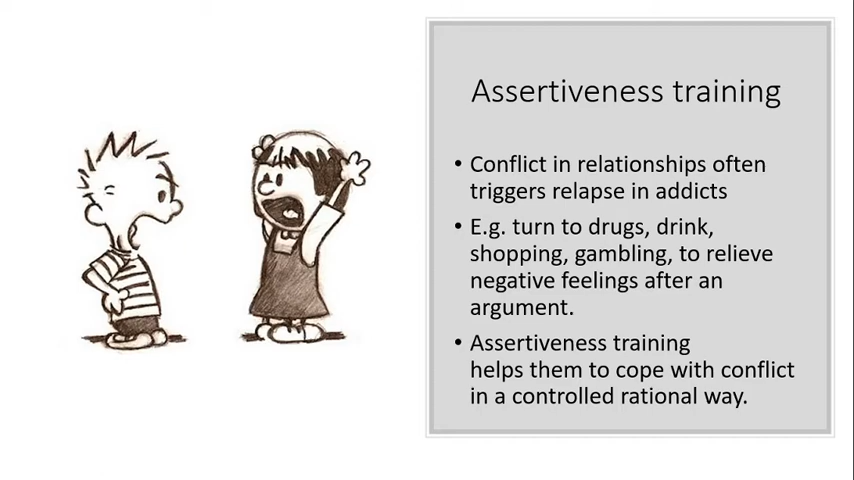 Assertiveness training
• Conflict in relationships often
triggers relapse in addicts
• E.g. turn to drugs, drink,
shopping, gambling, to relieve
negative feelings after an
argument.
• Assertiveness training
helps them to cope with conflict
in a controlled rational way.